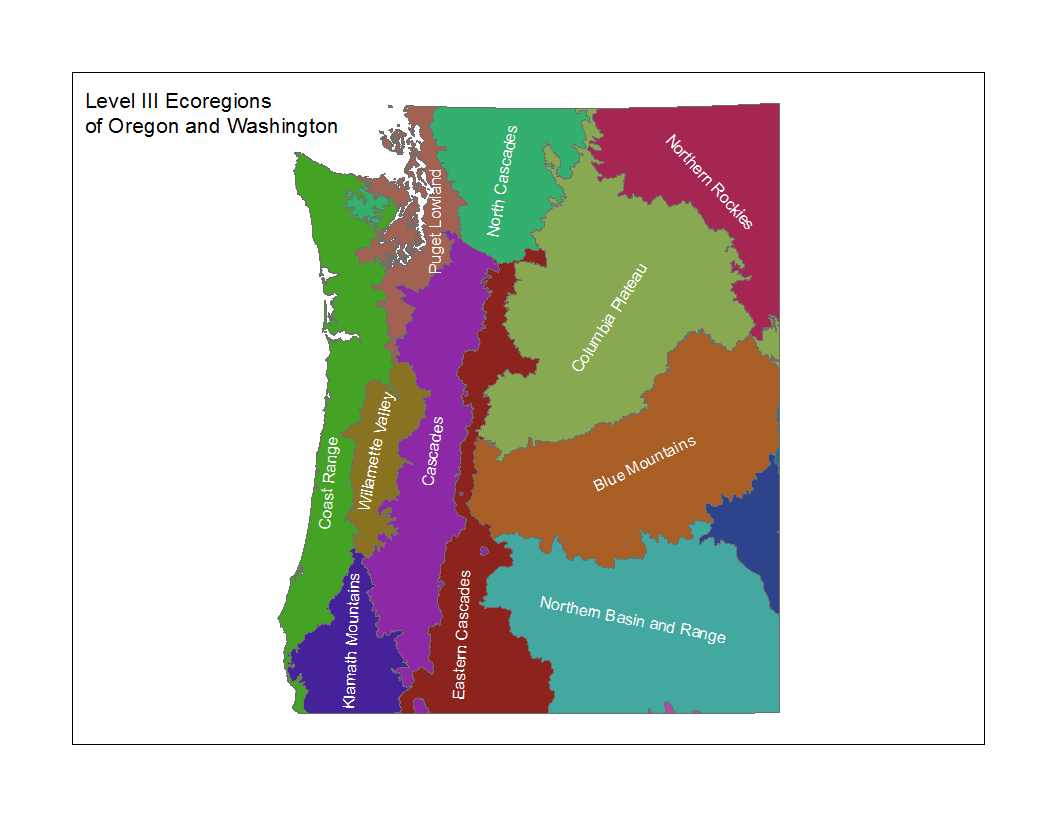 Level III Ecoregions
of Oregon and Washington
Northern Rockies
North Cascades
Puget Lowland
Columbia Plateau
Blue Mountains
Willamette Valley
Cascades
Coast Range
Klamath Mountains
Eastern Cascades
Northern Basin and Range